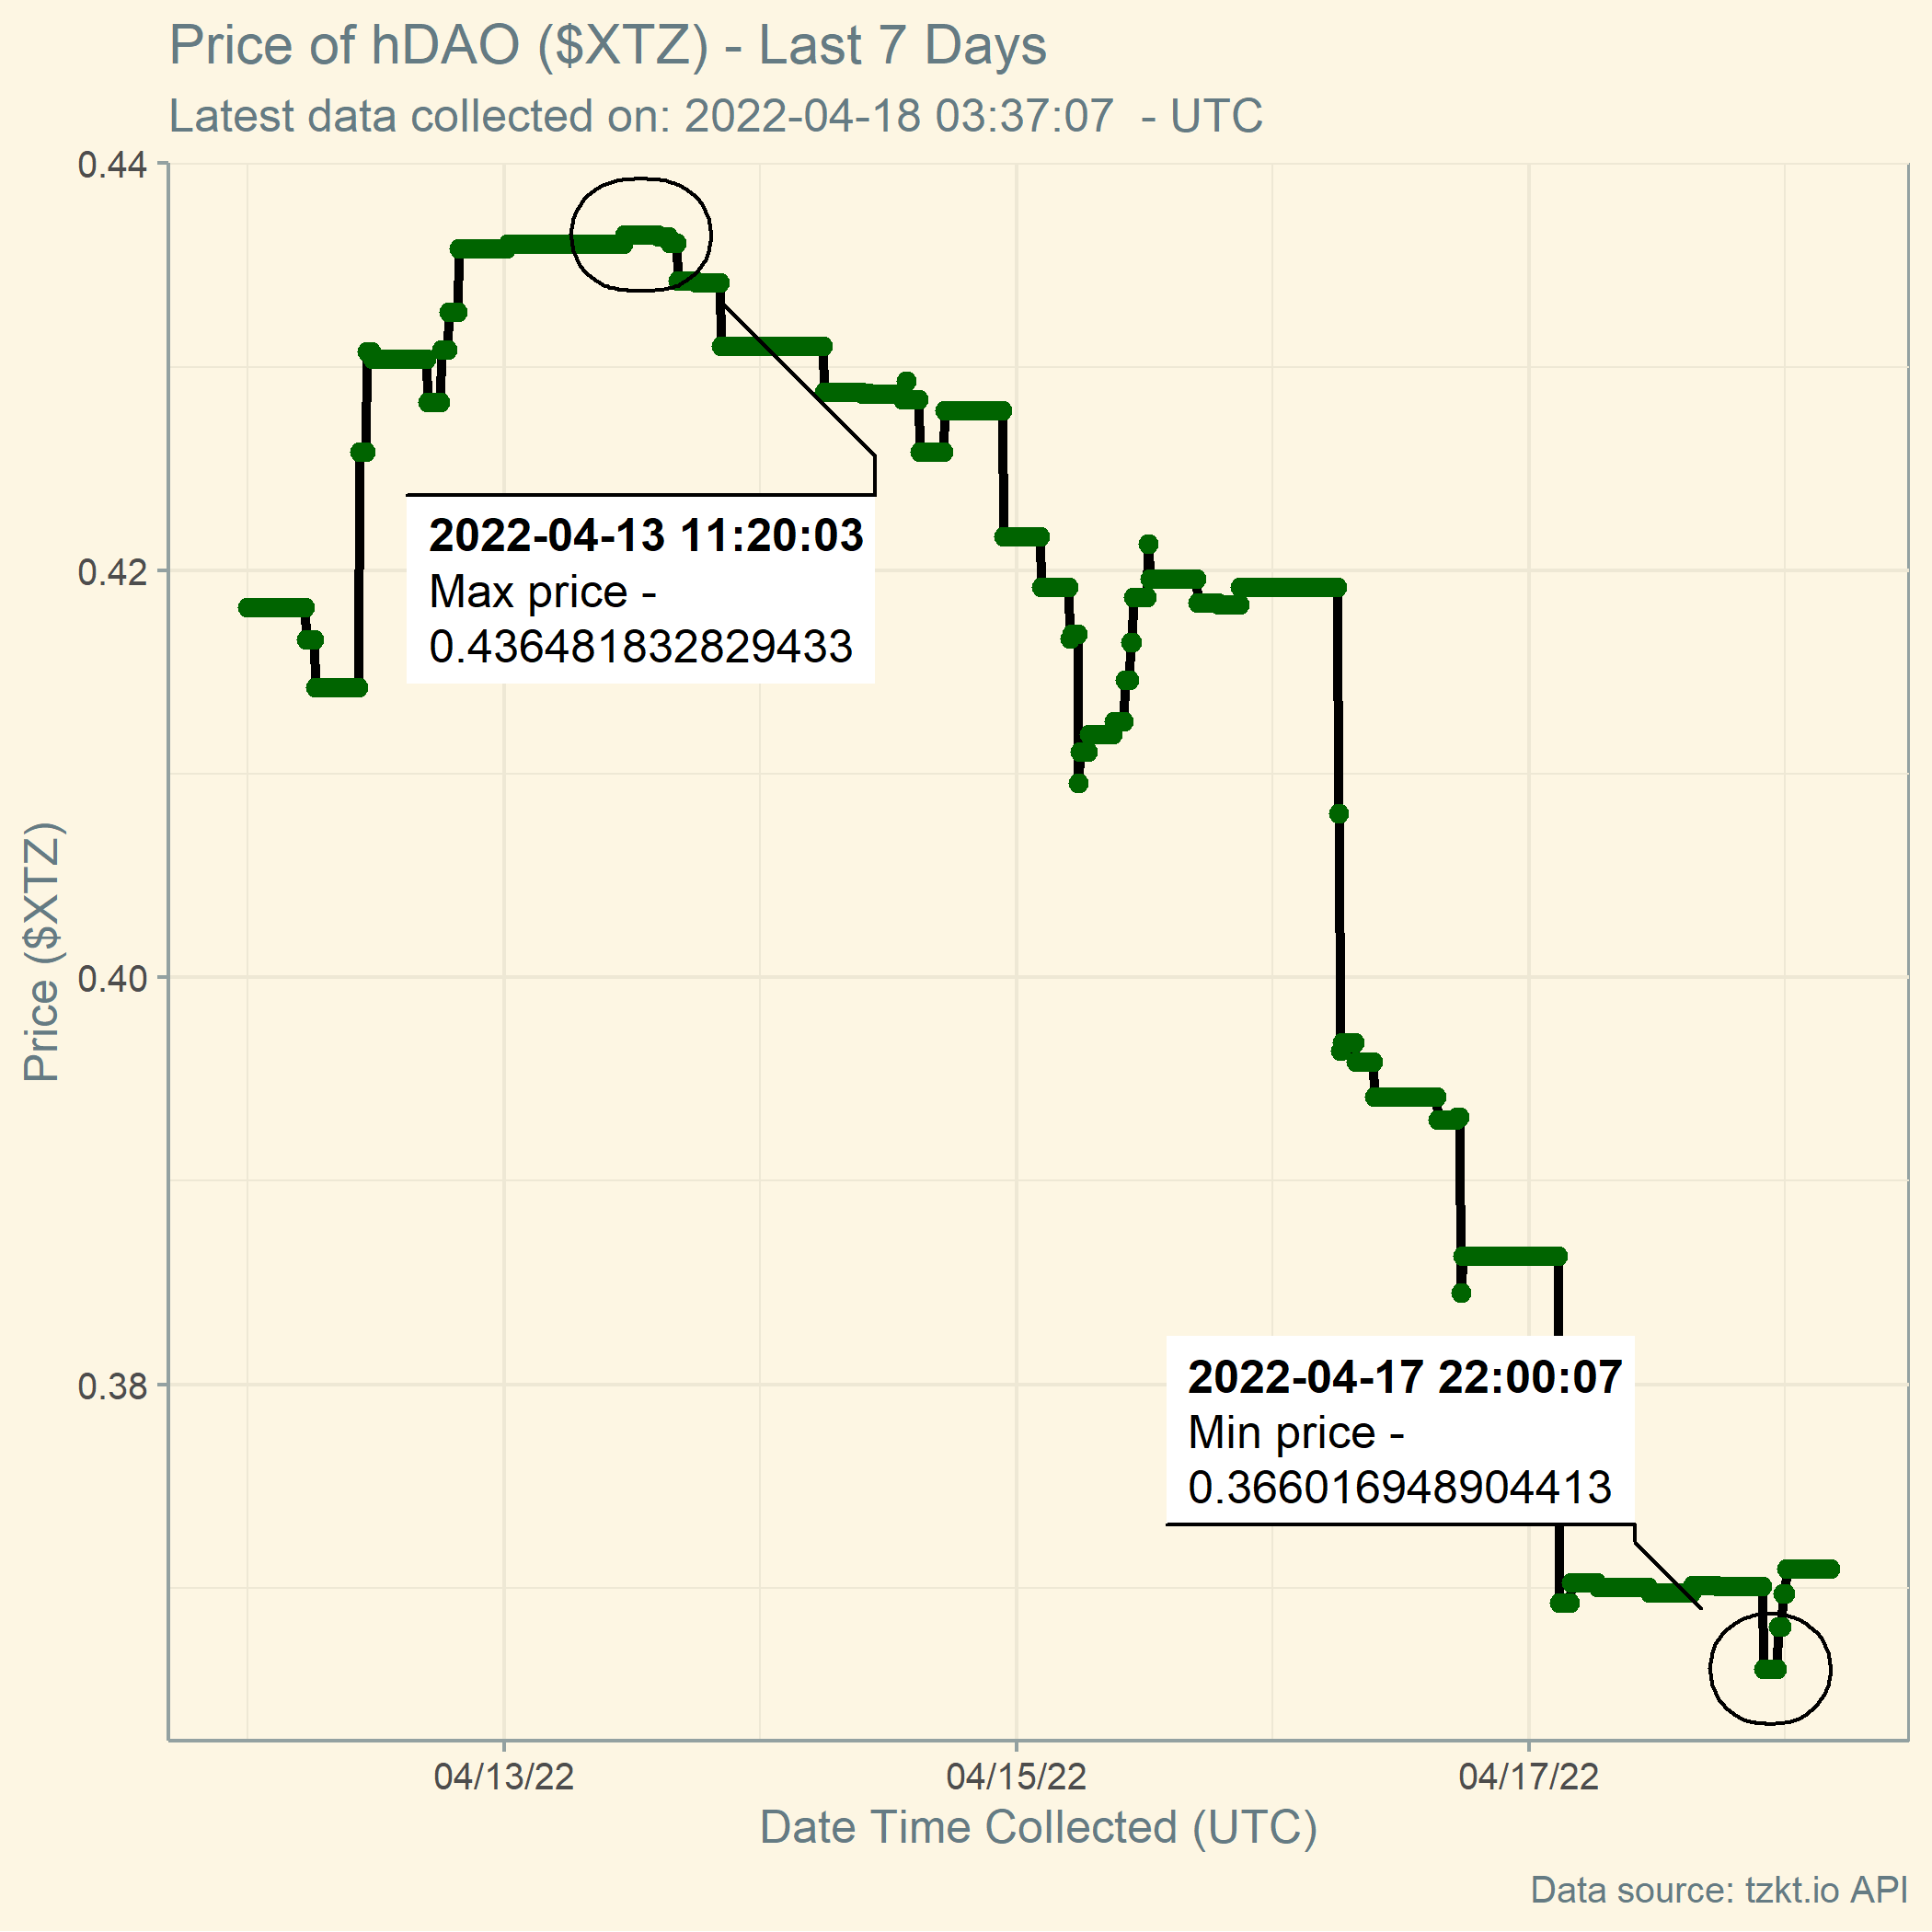 Price of hDAO ($XTZ) - Last 7 Days
Latest data collected on: 2022-04-18 03:37:07  - UTC
0.44
0.42
0.40
0.38
Price ($XTZ)
2022-04-13 11:20:03
Max price -
0.436481832829433
2022-04-17 22:00:07
Min price -
0.366016948904413
04/13/22
04/15/22
04/17/22
Date Time Collected (UTC)
Data source: tzkt.io API